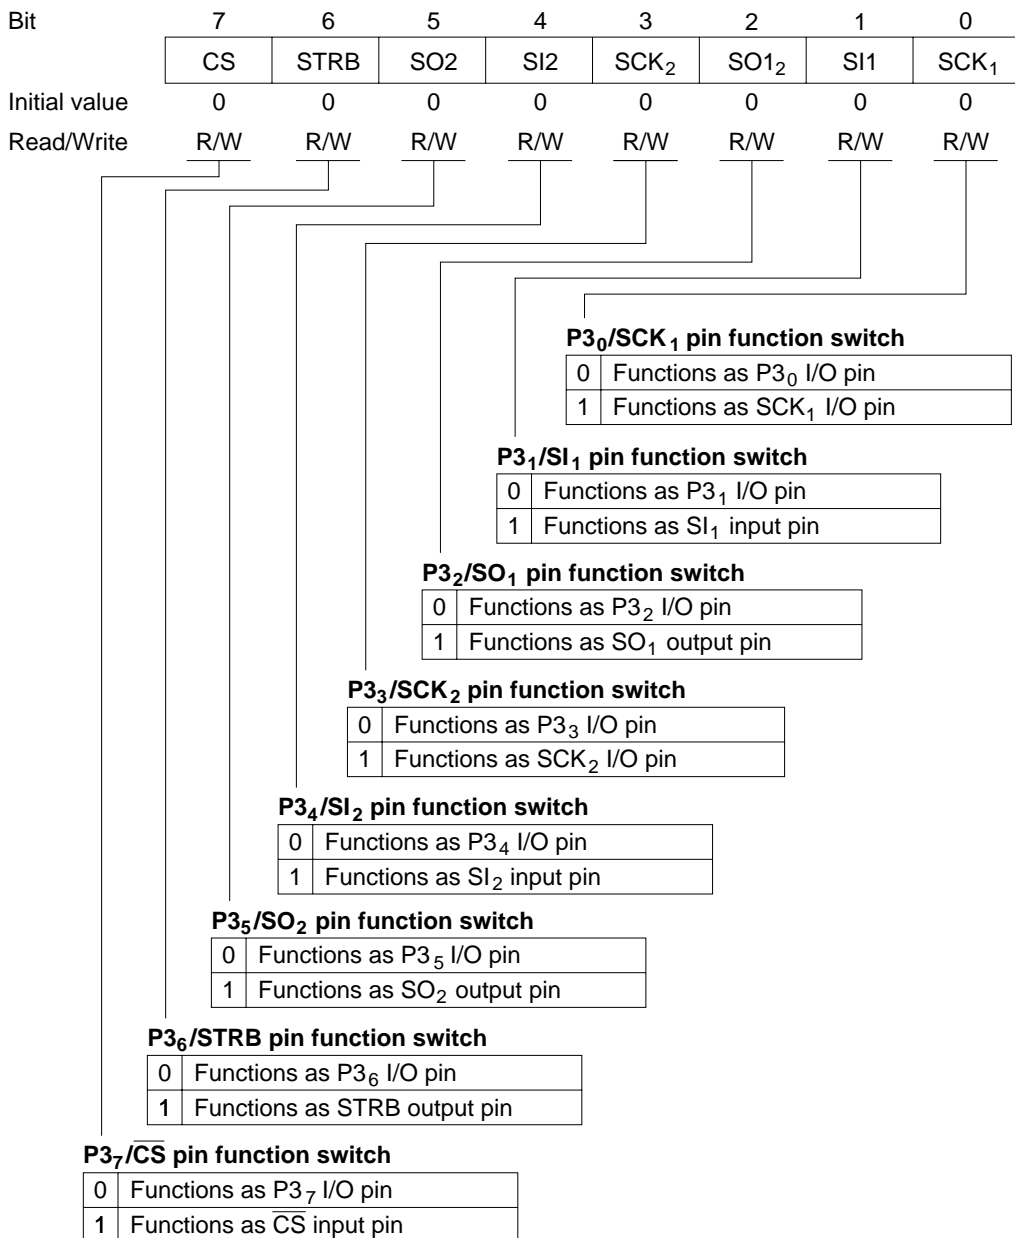 Bit 7 6 5 4 3 2 1 0
CS STRB SO2 SI2 SCK₂ SO1₂ SI1 SCK₁
Initial value 0 0 0 0 0 0 0 0
Read/Write R/W R/W R/W R/W R/W R/W R/W R/W
P3₀/SCK₁ pin function switch
0 Functions as P3₀ I/O pin
1 Functions as SCK₁ I/O pin
P3₁/SI₁ pin function switch
0 Functions as P3₁ I/O pin
1 Functions as SI₁ input pin
P3₂/SO₁ pin function switch
0 Functions as P3₂ I/O pin
1 Functions as SO₁ output pin
P3₃/SCK₂ pin function switch
0 Functions as P3₃ I/O pin
1 Functions as SCK₂ I/O pin
P3₄/SI₂ pin function switch
0 Functions as P3₄ I/O pin
1 Functions as SI₂ input pin
P3₅/SO₂ pin function switch
0 Functions as P3₅ I/O pin
1 Functions as SO₂ output pin
P3₆/STRB pin function switch
0 Functions as P3₆ I/O pin
1 Functions as STRB output pin
P3₇/C̅S̅ pin function switch
0 Functions as P3₇ I/O pin
1 Functions as C̅S̅ input pin